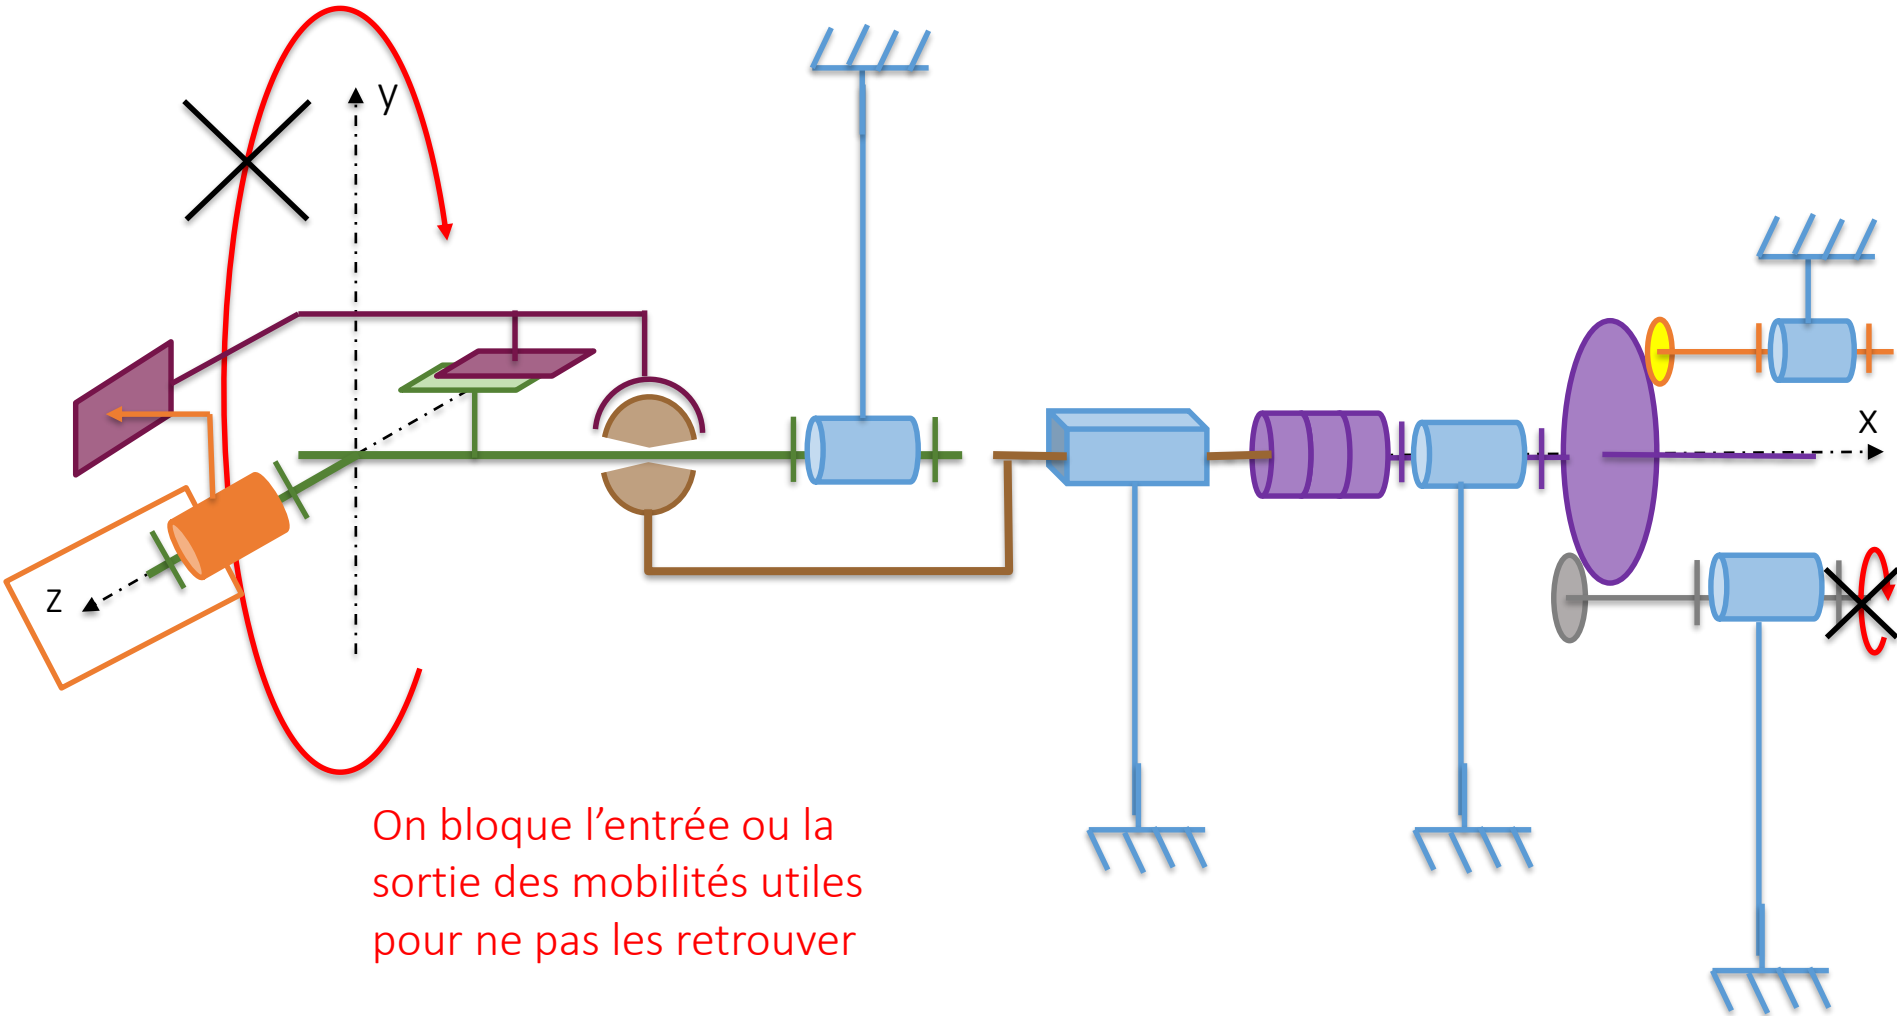 y
x
z
On bloque l’entrée ou la
sortie des mobilités utiles
pour ne pas les retrouver